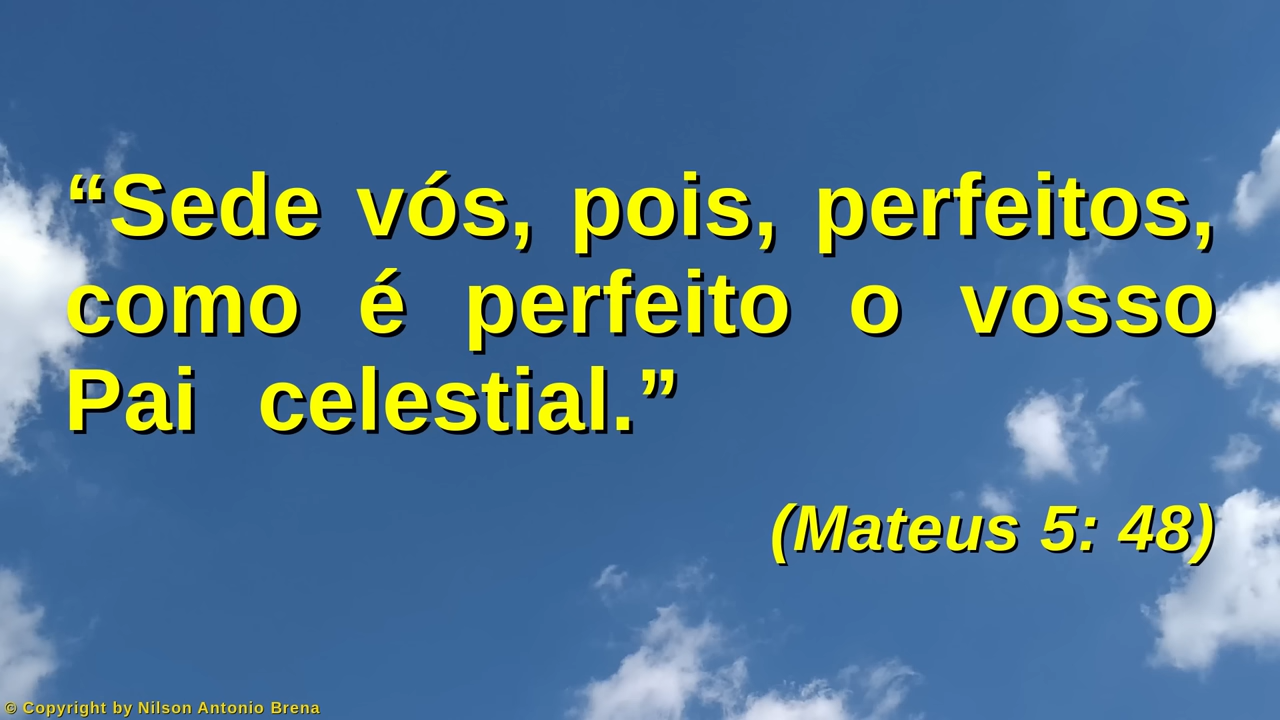 “Sede vós, pois, perfeitos,
como é perfeito o vosso
Pai celestial.”
(Mateus 5: 48)
© Copyright by Nilson Antonio Brena